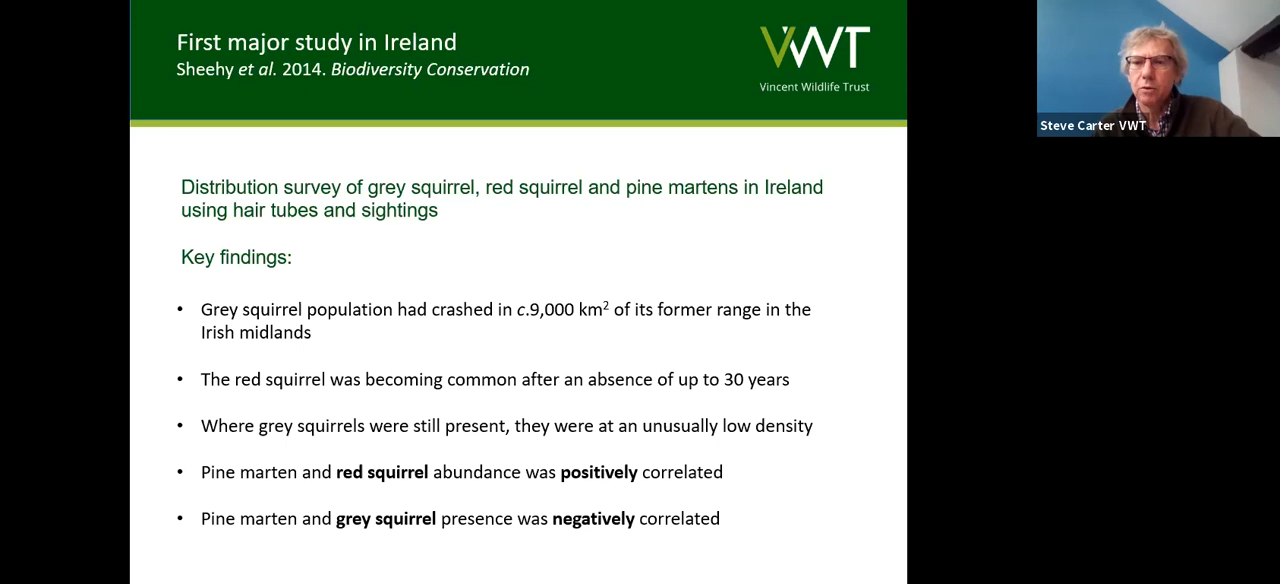 First major study in Ireland
Sheehy et al. 2014. Biodiversity Conservation
VWT
Vincent Wildlife Trust
Steve Carter VWT
Distribution survey of grey squirrel, red squirrel and pine martens in Ireland
using hair tubes and sightings
Key findings:
• Grey squirrel population had crashed in c.9,000 km² of its former range in the
Irish midlands
• The red squirrel was becoming common after an absence of up to 30 years
• Where grey squirrels were still present, they were at an unusually low density
• Pine marten and red squirrel abundance was positively correlated
• Pine marten and grey squirrel presence was negatively correlated